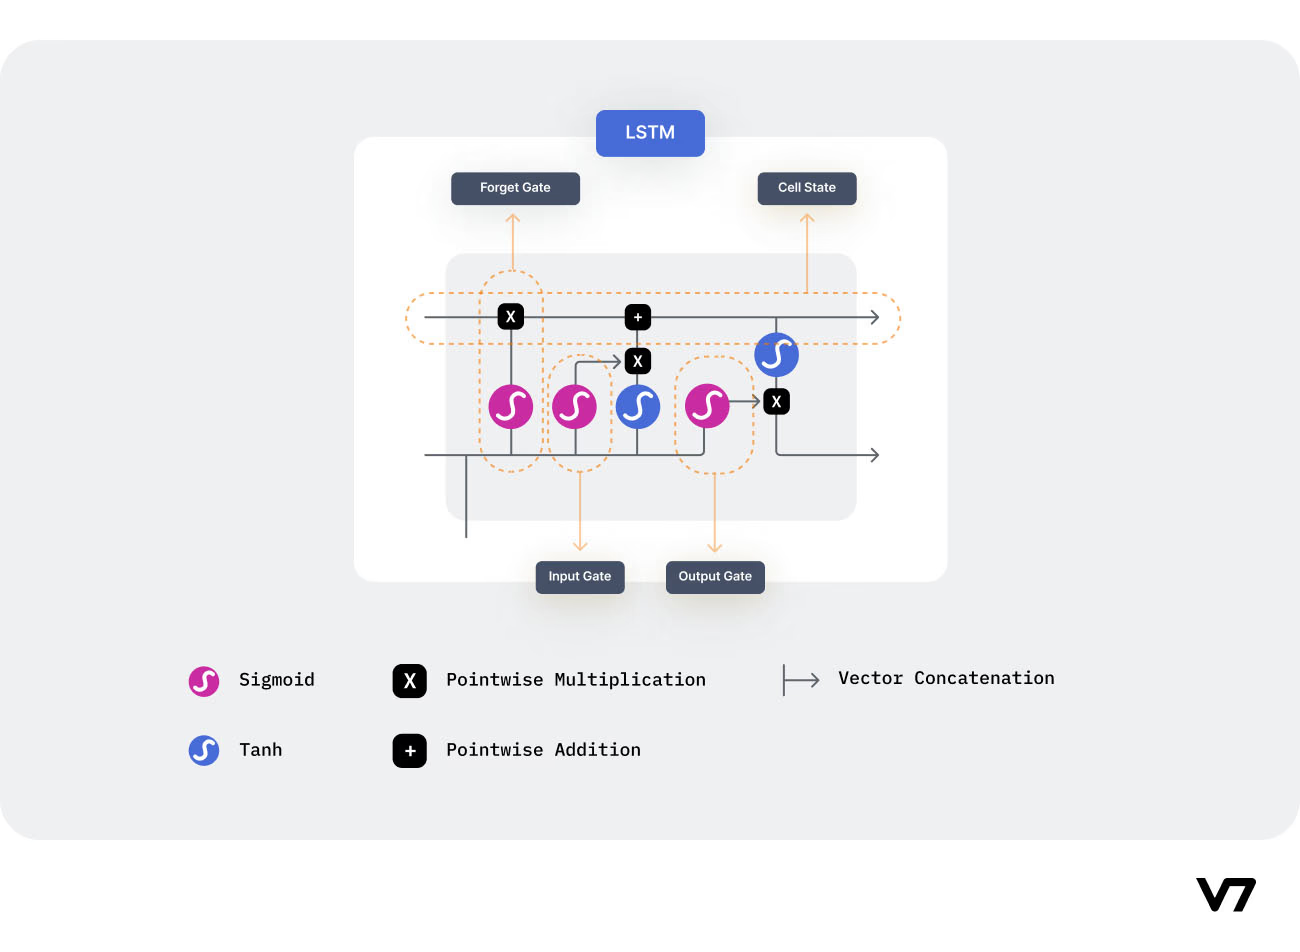 LSTM
Forget Gate
Cell State
X
+
X
X
Input Gate
Output Gate
Sigmoid
X Pointwise Multiplication
Vector Concatenation
Tanh
+ Pointwise Addition
V7